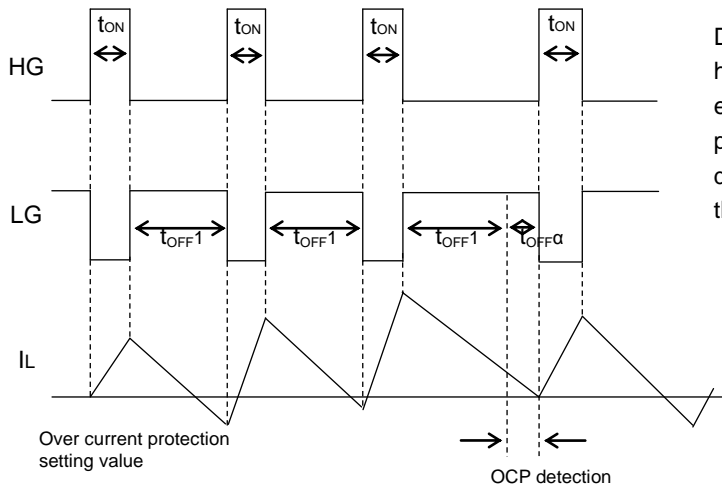 tON
tON
tON
tON
HG
LG
tOFF1
tOFF1
tOFF1
tOFFα
IL
Over current protection
setting value
OCP detection